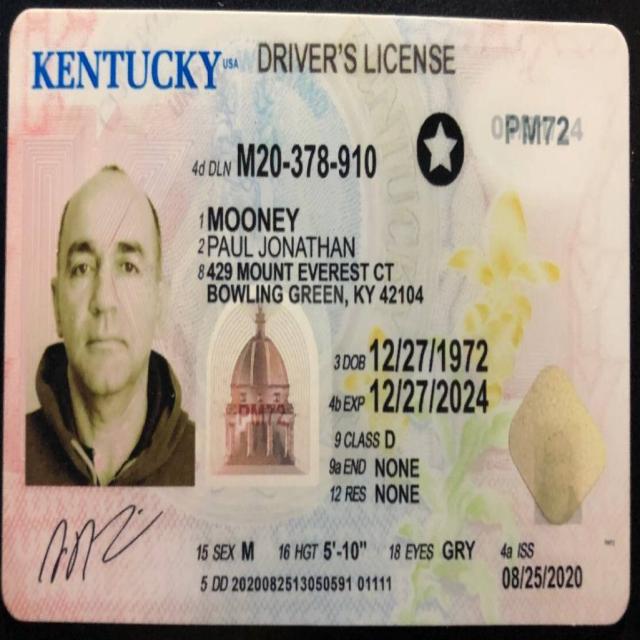 KENTUCKY USA DRIVER'S LICENSE
PM72
4d DLN M20-378-910
1 MOONEY
2 PAUL JONATHAN
8 429 MOUNT EVEREST CT
BOWLING GREEN, KY 42104
3 DOB 12/27/1972
4b EXP 12/27/2024
PM72
9 CLASS D
9a END NONE
12 RES NONE
15 SEX M 16 HGT 5'-10" 18 EYES GRY 4a ISS
08/25/2020
5 DD 2020082513050591 01111